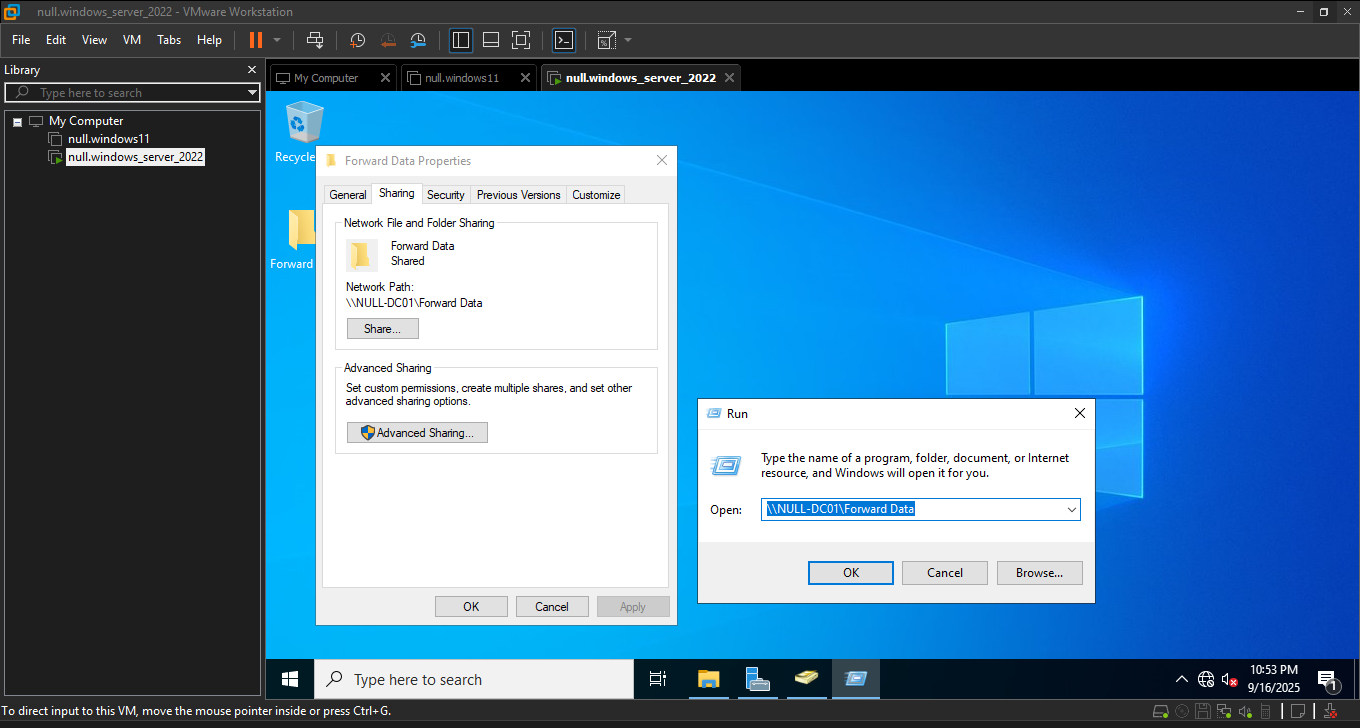 null.windows_server_2022 - VMware Workstation
File Edit View VM Tabs Help
Library
Type here to search
My Computer
null.windows11
null.windows_server_2022
My Computer
null.windows11
null.windows_server_2022
Recycle
Forward
Forward Data Properties
General Sharing Security Previous Versions Customize
Network File and Folder Sharing
Forward Data
Shared
Network Path:
\\NULL-DC01\Forward Data
Share...
Advanced Sharing
Set custom permissions, create multiple shares, and set other
advanced sharing options.
Advanced Sharing...
OK Cancel Apply
Run
Type the name of a program, folder, document, or Internet
resource, and Windows will open it for you.
Open: \\NULL-DC01\Forward Data
OK Cancel Browse...
Type here to search
10:53 PM
9/16/2025
1
To direct input to this VM, move the mouse pointer inside or press Ctrl+G.